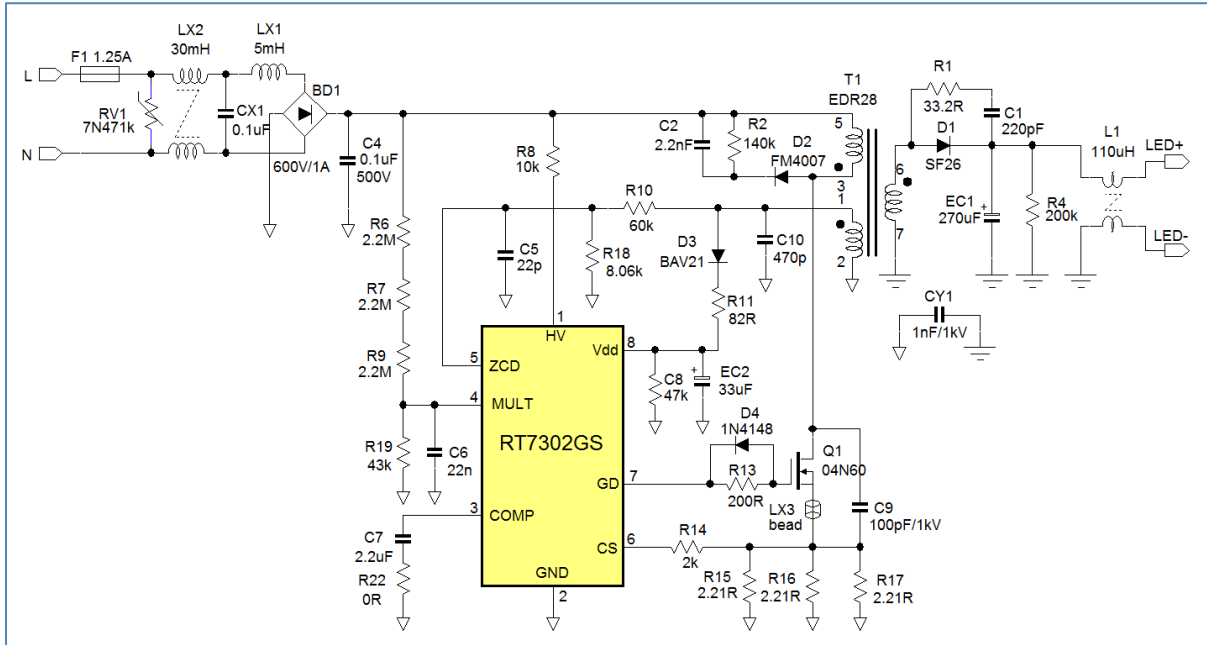 LX2
30mH
LX1
5mH
F1 1.25A
L
RV1
7N471k
CX1
0.1uF
BD1
600V/1A
N
C4
0.1uF
500V
R8
10k
C2
2.2nF
R2
140k
D2
FM4007
T1
EDR28
5
3
1
2
6
7
R1
33.2R
C1
220pF
D1
SF26
EC1
270uF
R4
200k
L1
110uH
LED+
LED-
R6
2.2M
R7
2.2M
R9
2.2M
R10
60k
C5
22p
R18
8.06k
D3
BAV21
C10
470p
R11
82R
CY1
1nF/1kV
1
HV
5
ZCD
4
MULT
3
COMP
RT7302GS
Vdd
8
GD
7
CS
6
GND
2
R19
43k
C6
22n
C7
2.2uF
R22
0R
C8
47k
EC2
33uF
D4
1N4148
R13
200R
Q1
04N60
LX3
bead
C9
100pF/1kV
R14
2k
R15
2.21R
R16
2.21R
R17
2.21R